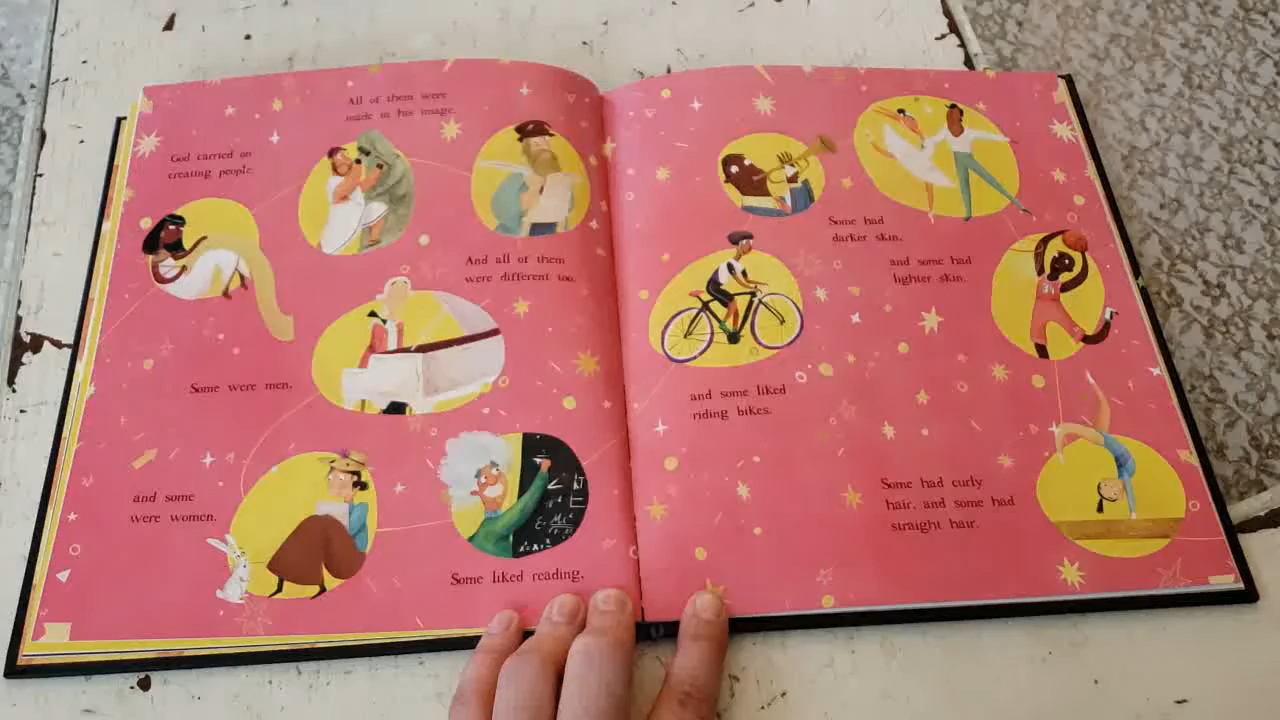 God carried on
creating people.
All of them were
made in his image.
And all of them
were different too.
Some were men,
and some
were women.
Some liked reading,
and some liked
riding bikes.
Some had
darker skin,
and some had
lighter skin.
Some had curly
hair, and some had
straight hair.
31